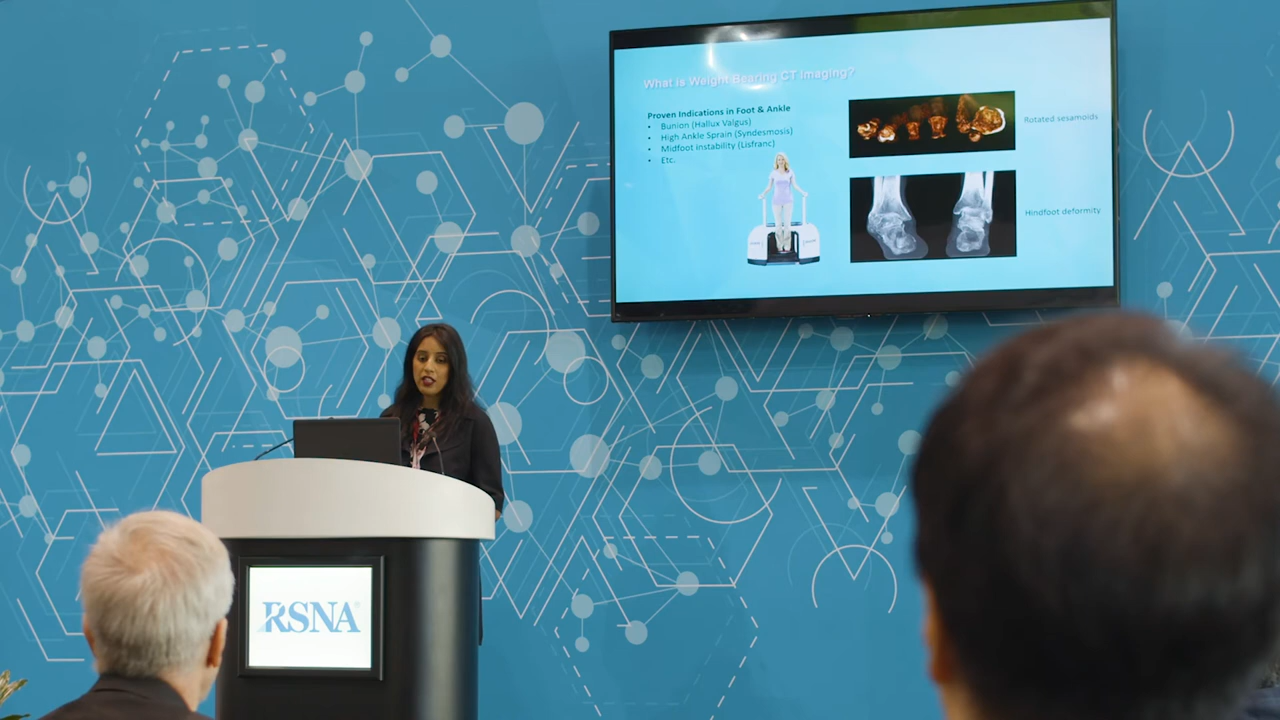 What is Weight Bearing CT Imaging?
Proven Indications in Foot & Ankle
• Bunion (Hallux Valgus)
• High Ankle Sprain (Syndesmosis)
• Midfoot instability (Lisfranc)
• Etc.
Rotated sesamoids
Hindfoot deformity
RSNA®